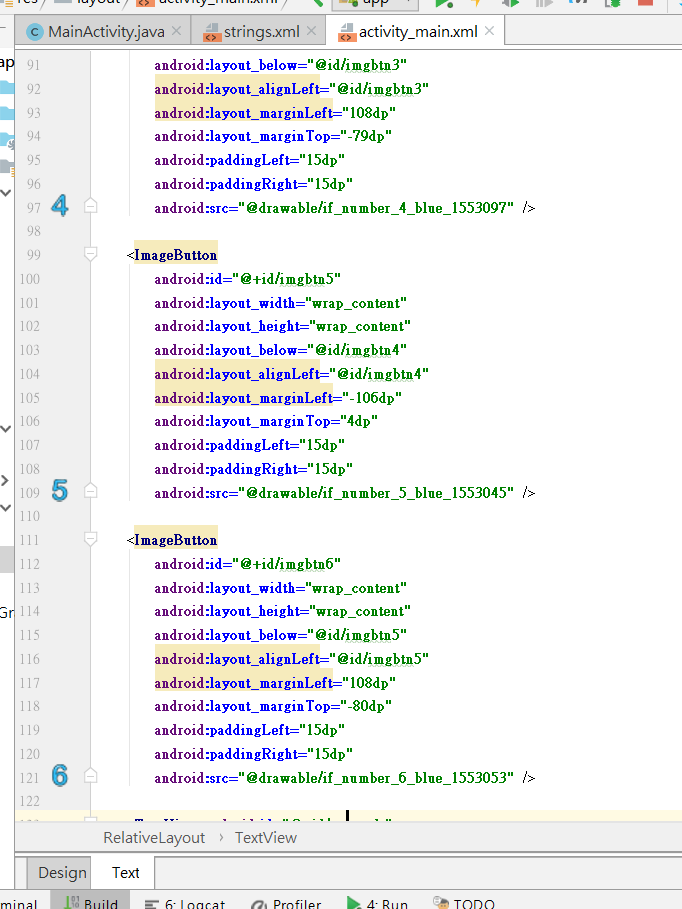 layout
activity_main.xml
app
MainActivity.java
strings.xml
activity_main.xml
app
91 android:layout_below="@id/imgbtn3"
92 android:layout_alignLeft="@id/imgbtn3"
93 android:layout_marginLeft="108dp"
94 android:layout_marginTop="-79dp"
95 android:paddingLeft="15dp"
96 android:paddingRight="15dp"
97 4 android:src="@drawable/if_number_4_blue_1553097" />
98
99 <ImageButton
100 android:id="@+id/imgbtn5"
101 android:layout_width="wrap_content"
102 android:layout_height="wrap_content"
103 android:layout_below="@id/imgbtn4"
104 android:layout_alignLeft="@id/imgbtn4"
105 android:layout_marginLeft="-106dp"
106 android:layout_marginTop="4dp"
107 android:paddingLeft="15dp"
108 android:paddingRight="15dp"
109 5 android:src="@drawable/if_number_5_blue_1553045" />
110
111 <ImageButton
112 android:id="@+id/imgbtn6"
113 android:layout_width="wrap_content"
Gr 114 android:layout_height="wrap_content"
115 android:layout_below="@id/imgbtn5"
116 android:layout_alignLeft="@id/imgbtn5"
117 android:layout_marginLeft="108dp"
118 android:layout_marginTop="-80dp"
119 android:paddingLeft="15dp"
120 android:paddingRight="15dp"
121 6 android:src="@drawable/if_number_6_blue_1553053" />
122
RelativeLayout › TextView
Design Text
minal Build 6: Logcat Profiler 4: Run TODO